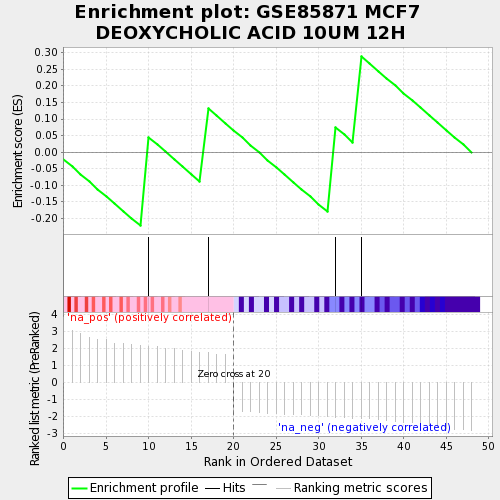 Enrichment plot: GSE85871 MCF7
DEOXYCHOLIC ACID 10UM 12H
Enrichment score (ES)
0.30
0.25
0.20
0.15
0.10
0.05
0.00
-0.05
-0.10
-0.15
-0.20
'na_pos' (positively correlated)
Ranked list metric (PreRanked)
4
3
2
1
0
-1
-2
-3
Zero cross at 20
'na_neg' (negatively correlated)
0 5 10 15 20 25 30 35 40 45 50
Rank in Ordered Dataset
Enrichment profile Hits Ranking metric scores